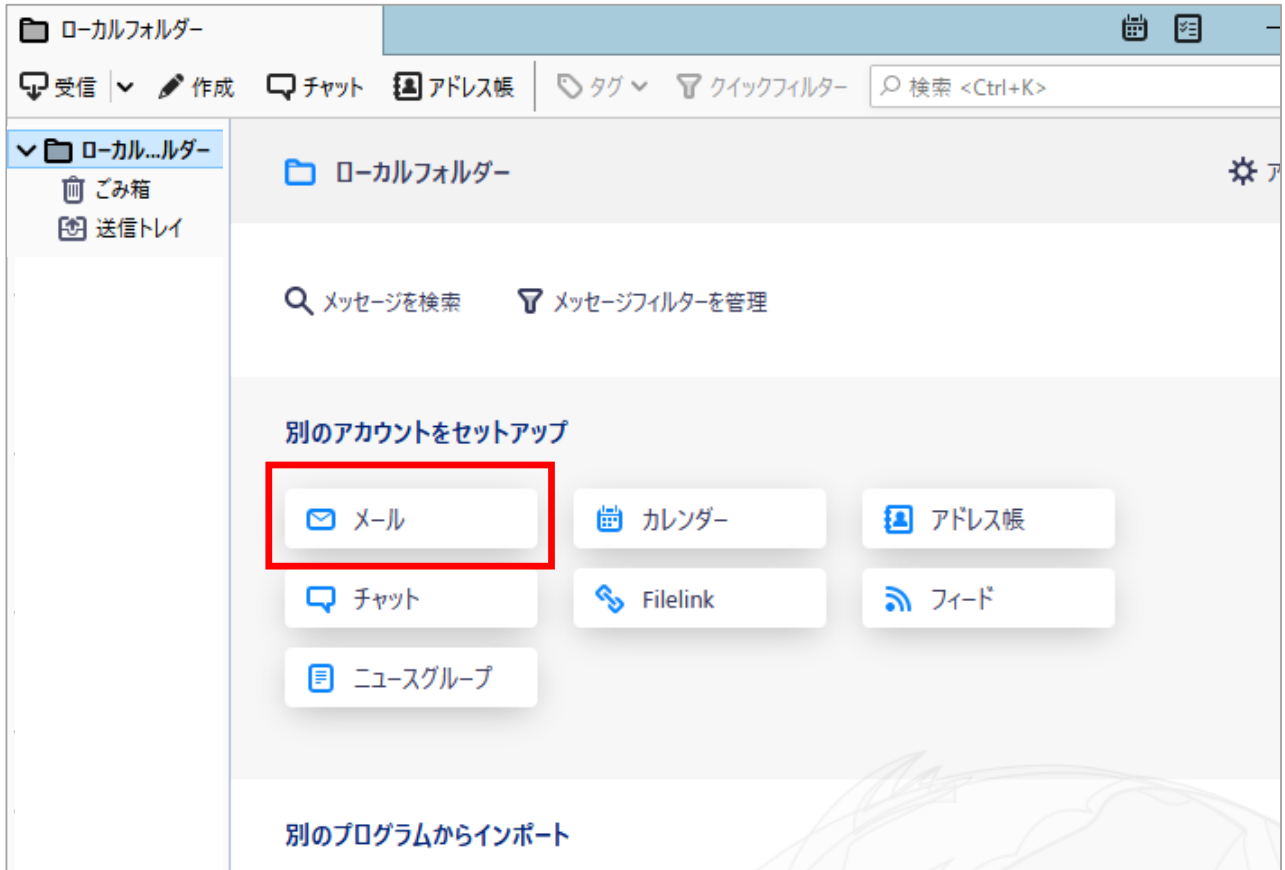 ローカルフォルダー
受信 作成 チャット アドレス帳 タグ クイックフィルター 検索 <Ctrl+K>
ローカル...ルダー
ごみ箱
送信トレイ
ローカルフォルダー
メッセージを検索 メッセージフィルターを管理
別のアカウントをセットアップ
メール カレンダー アドレス帳
チャット Filelink フィード
ニュースグループ
別のプログラムからインポート